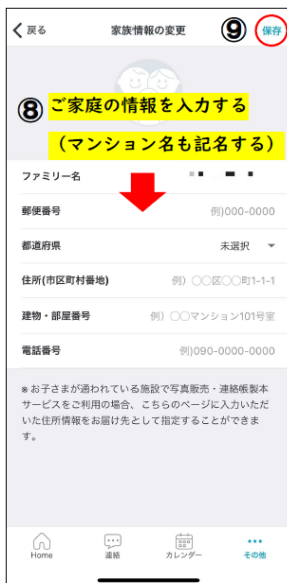 戻る 家族情報の変更 ⑨ 保存
⑧ ご家庭の情報を入力する
（マンション名も記名する）
ファミリー名
郵便番号 例)000-0000
都道府県 未選択
住所(市区町村番地) 例）〇〇区〇〇町1-1-1
建物・部屋番号 例）〇〇マンション101号室
電話番号 例)090-0000-0000
※お子さまが通われている施設で写真販売・連絡帳製本
サービスをご利用の場合、こちらのページに入力いただ
いた住所情報をお届け先として指定することができま
す。
Home 連絡 カレンダー その他